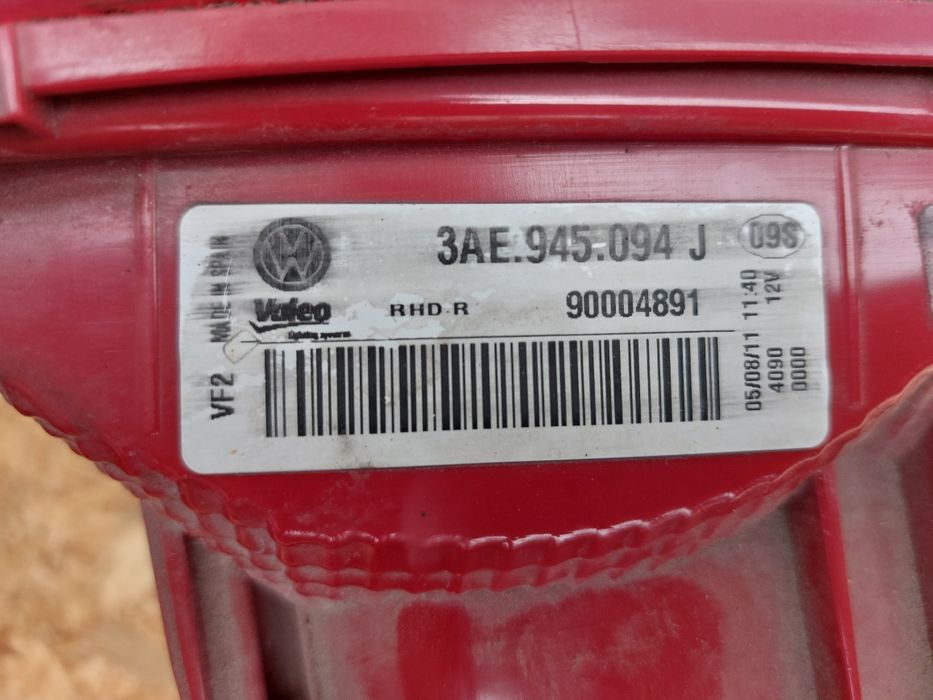 3AE.945.094 J
09S
MADE IN SPAIN
Valeo
RHD-R
90004891
VF2
05/08/11 11:40
4090 12V
0000